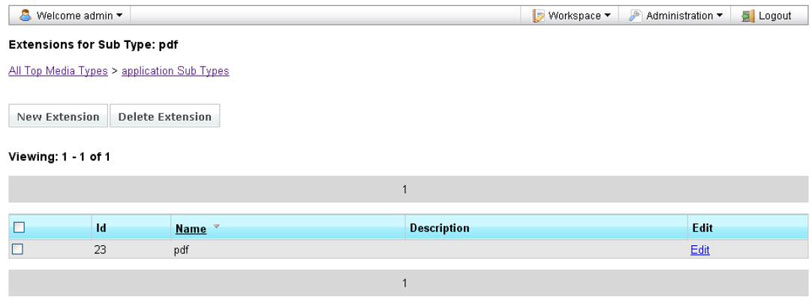 Welcome admin Workspace Administration Logout
Extensions for Sub Type: pdf
All Top Media Types > application Sub Types
New Extension Delete Extension
Viewing: 1 - 1 of 1
1
Id Name Description Edit
23 pdf Edit
1